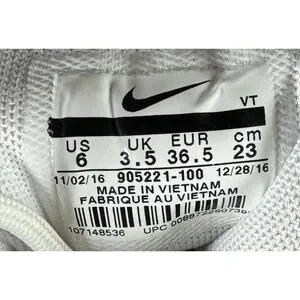 VT
US UK EUR cm
6 3.5 36.5 23
11/02/16 905221-100 12/28/16
MADE IN VIETNAM
FABRIQUE AU VIETNAM
107148536 UPC